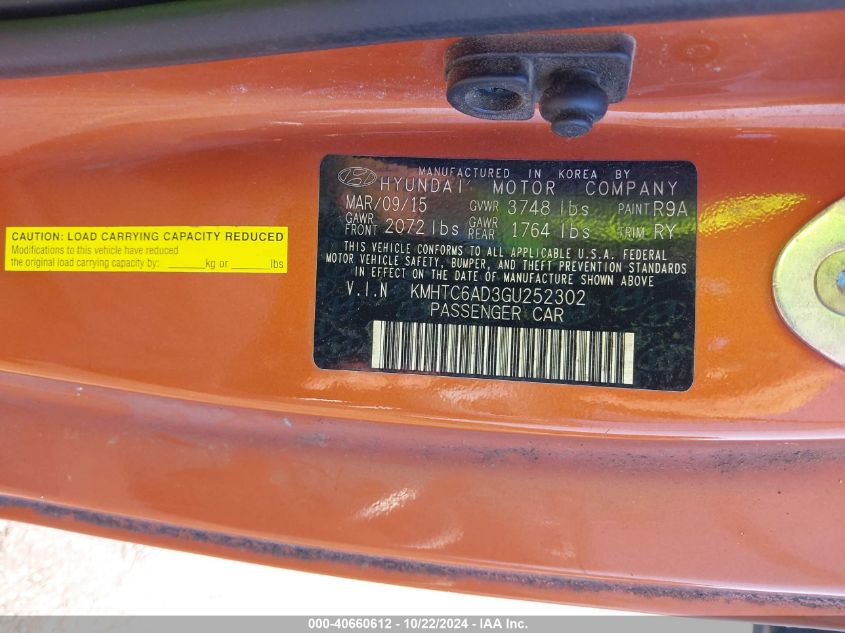 MANUFACTURED IN KOREA BY
HYUNDAI MOTOR COMPANY
MAR/09/15 GVWR 3748 lbs PAINT R9A
GAWR FRONT 2072 lbs GAWR REAR 1764 lbs TRIM RY
THIS VEHICLE CONFORMS TO ALL APPLICABLE U.S.A. FEDERAL
MOTOR VEHICLE SAFETY, BUMPER, AND THEFT PREVENTION STANDARDS
IN EFFECT ON THE DATE OF MANUFACTURE SHOWN ABOVE
V.I.N KMHTC6AD3GU252302
PASSENGER CAR
CAUTION: LOAD CARRYING CAPACITY REDUCED
Modifications to this vehicle have reduced
the original load carrying capacity by: ______kg or ______lbs
000-40660612 - 10/22/2024 - IAA Inc.